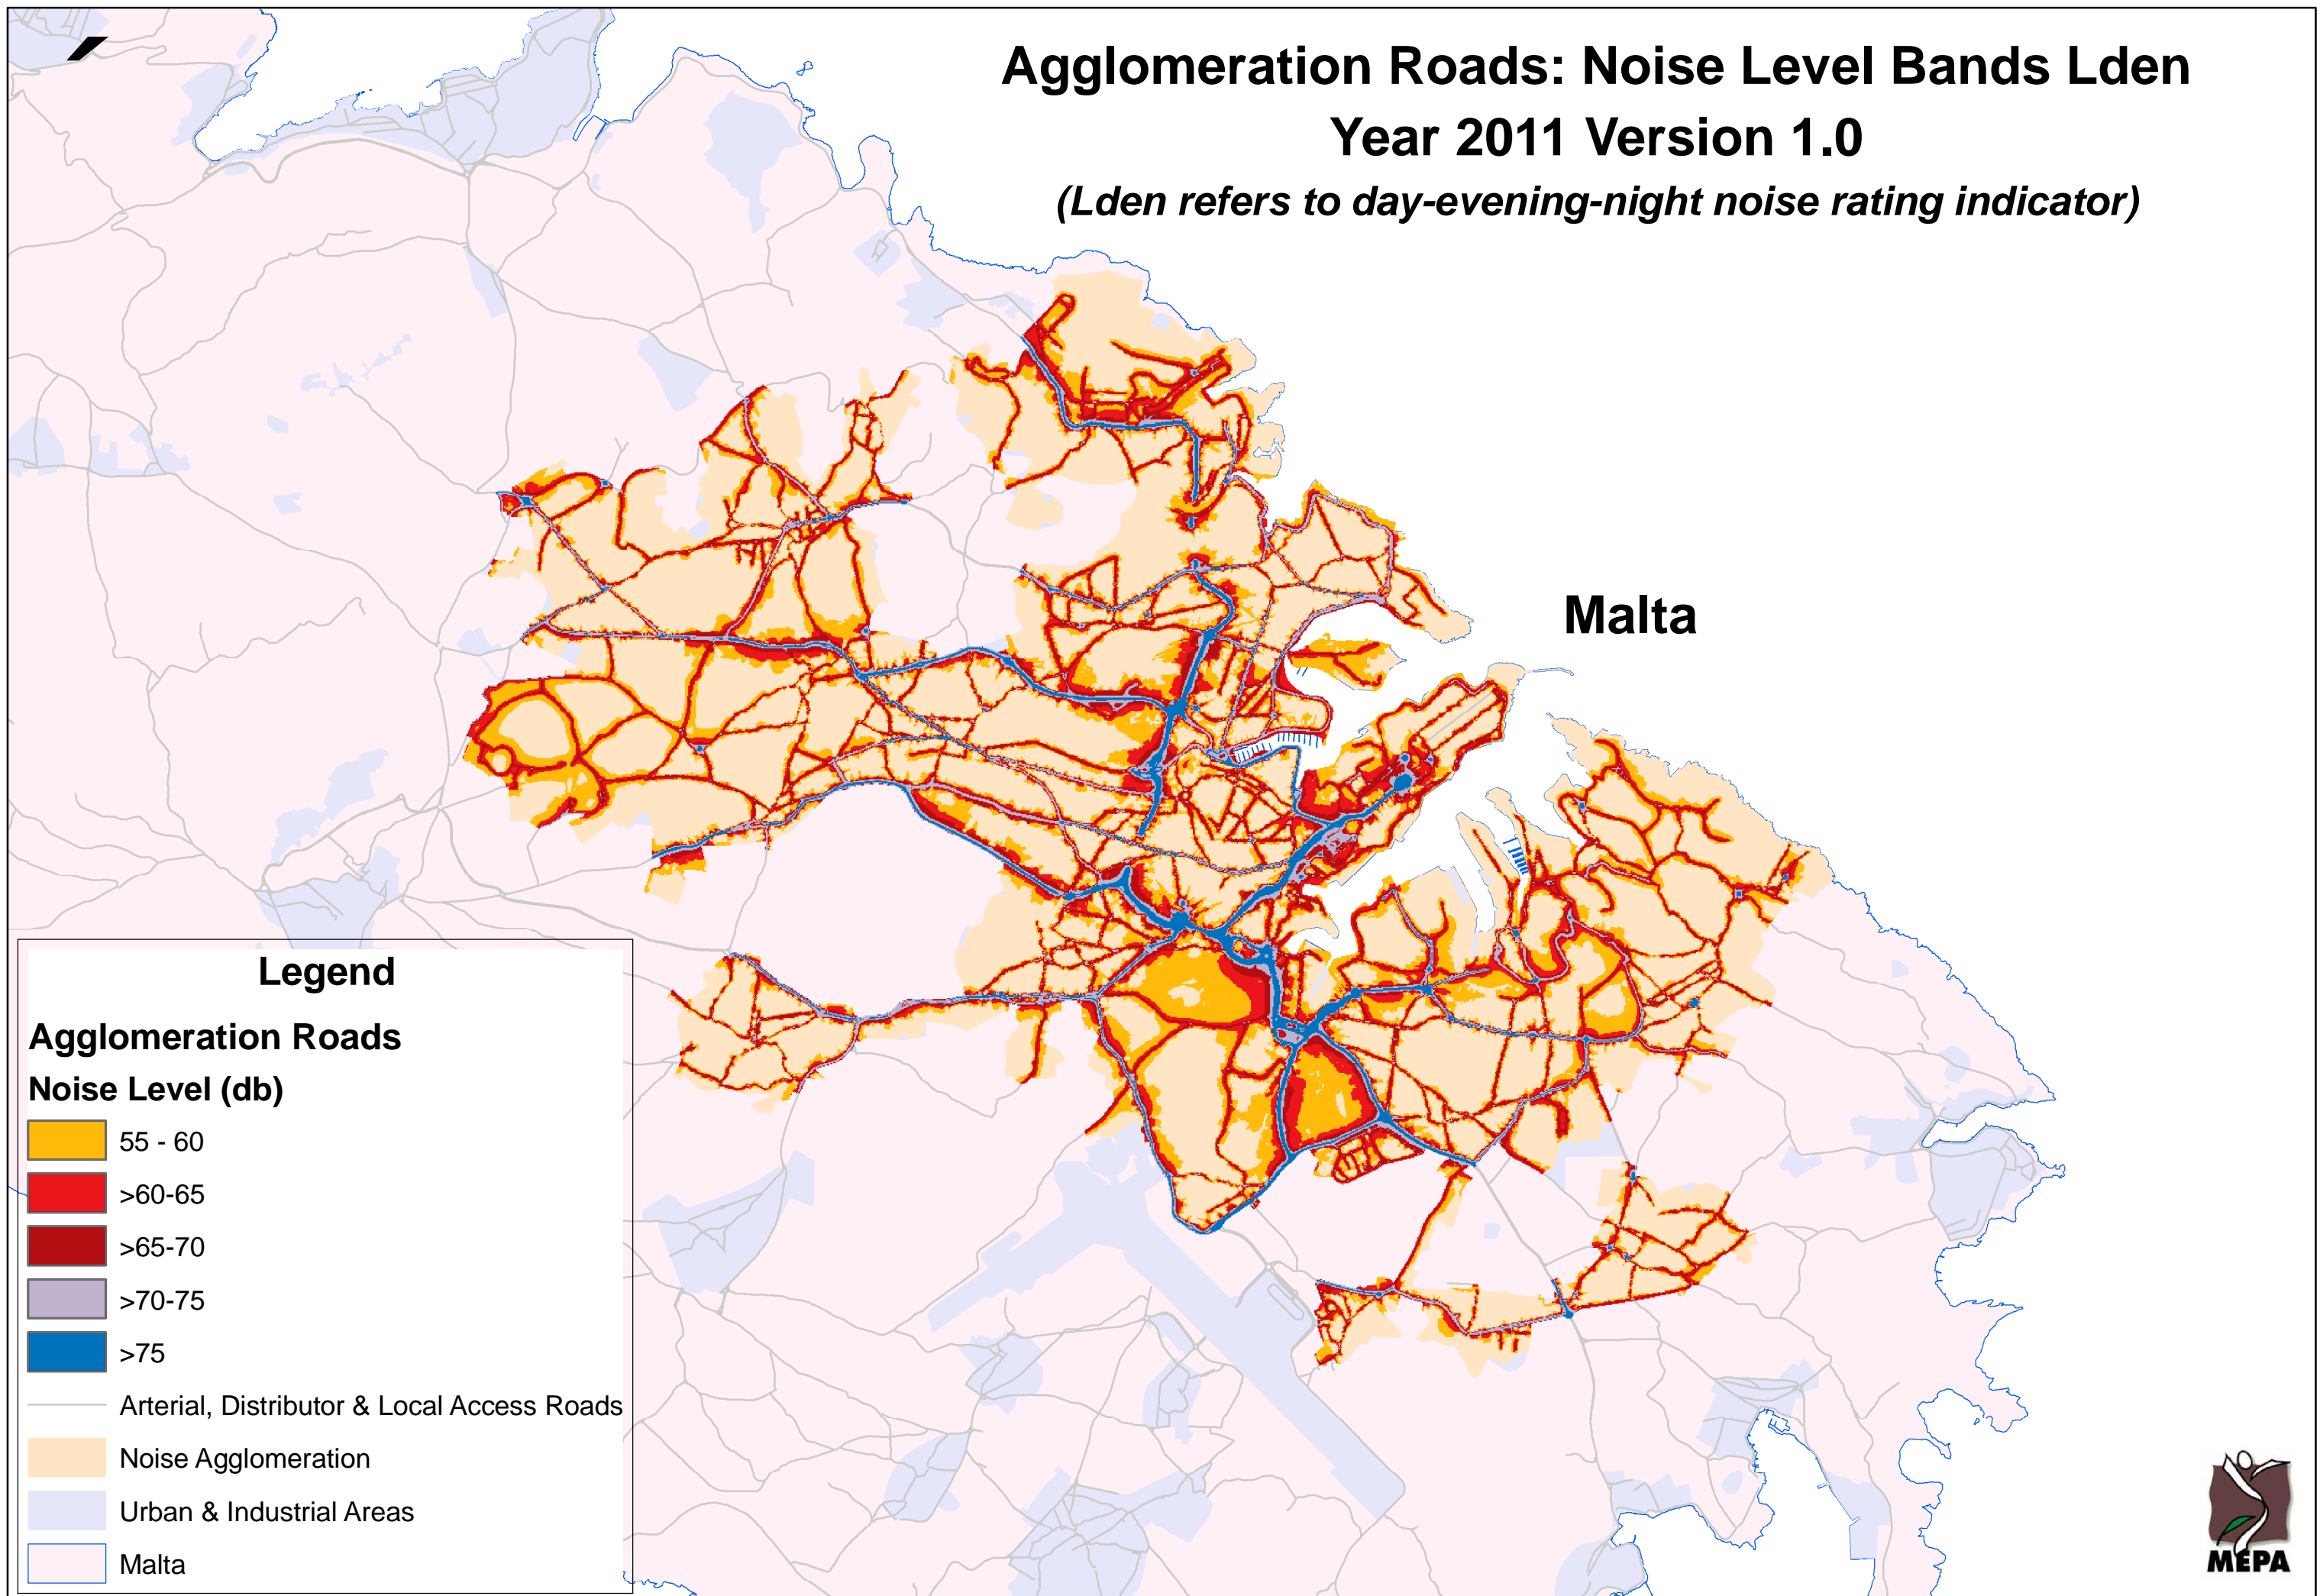 Agglomeration Roads: Noise Level Bands Lden
Year 2011 Version 1.0
(Lden refers to day-evening-night noise rating indicator)
Malta
Legend
Agglomeration Roads
Noise Level (db)
55 - 60
>60-65
>65-70
>70-75
>75
Arterial, Distributor & Local Access Roads
Noise Agglomeration
Urban & Industrial Areas
Malta
MEPA